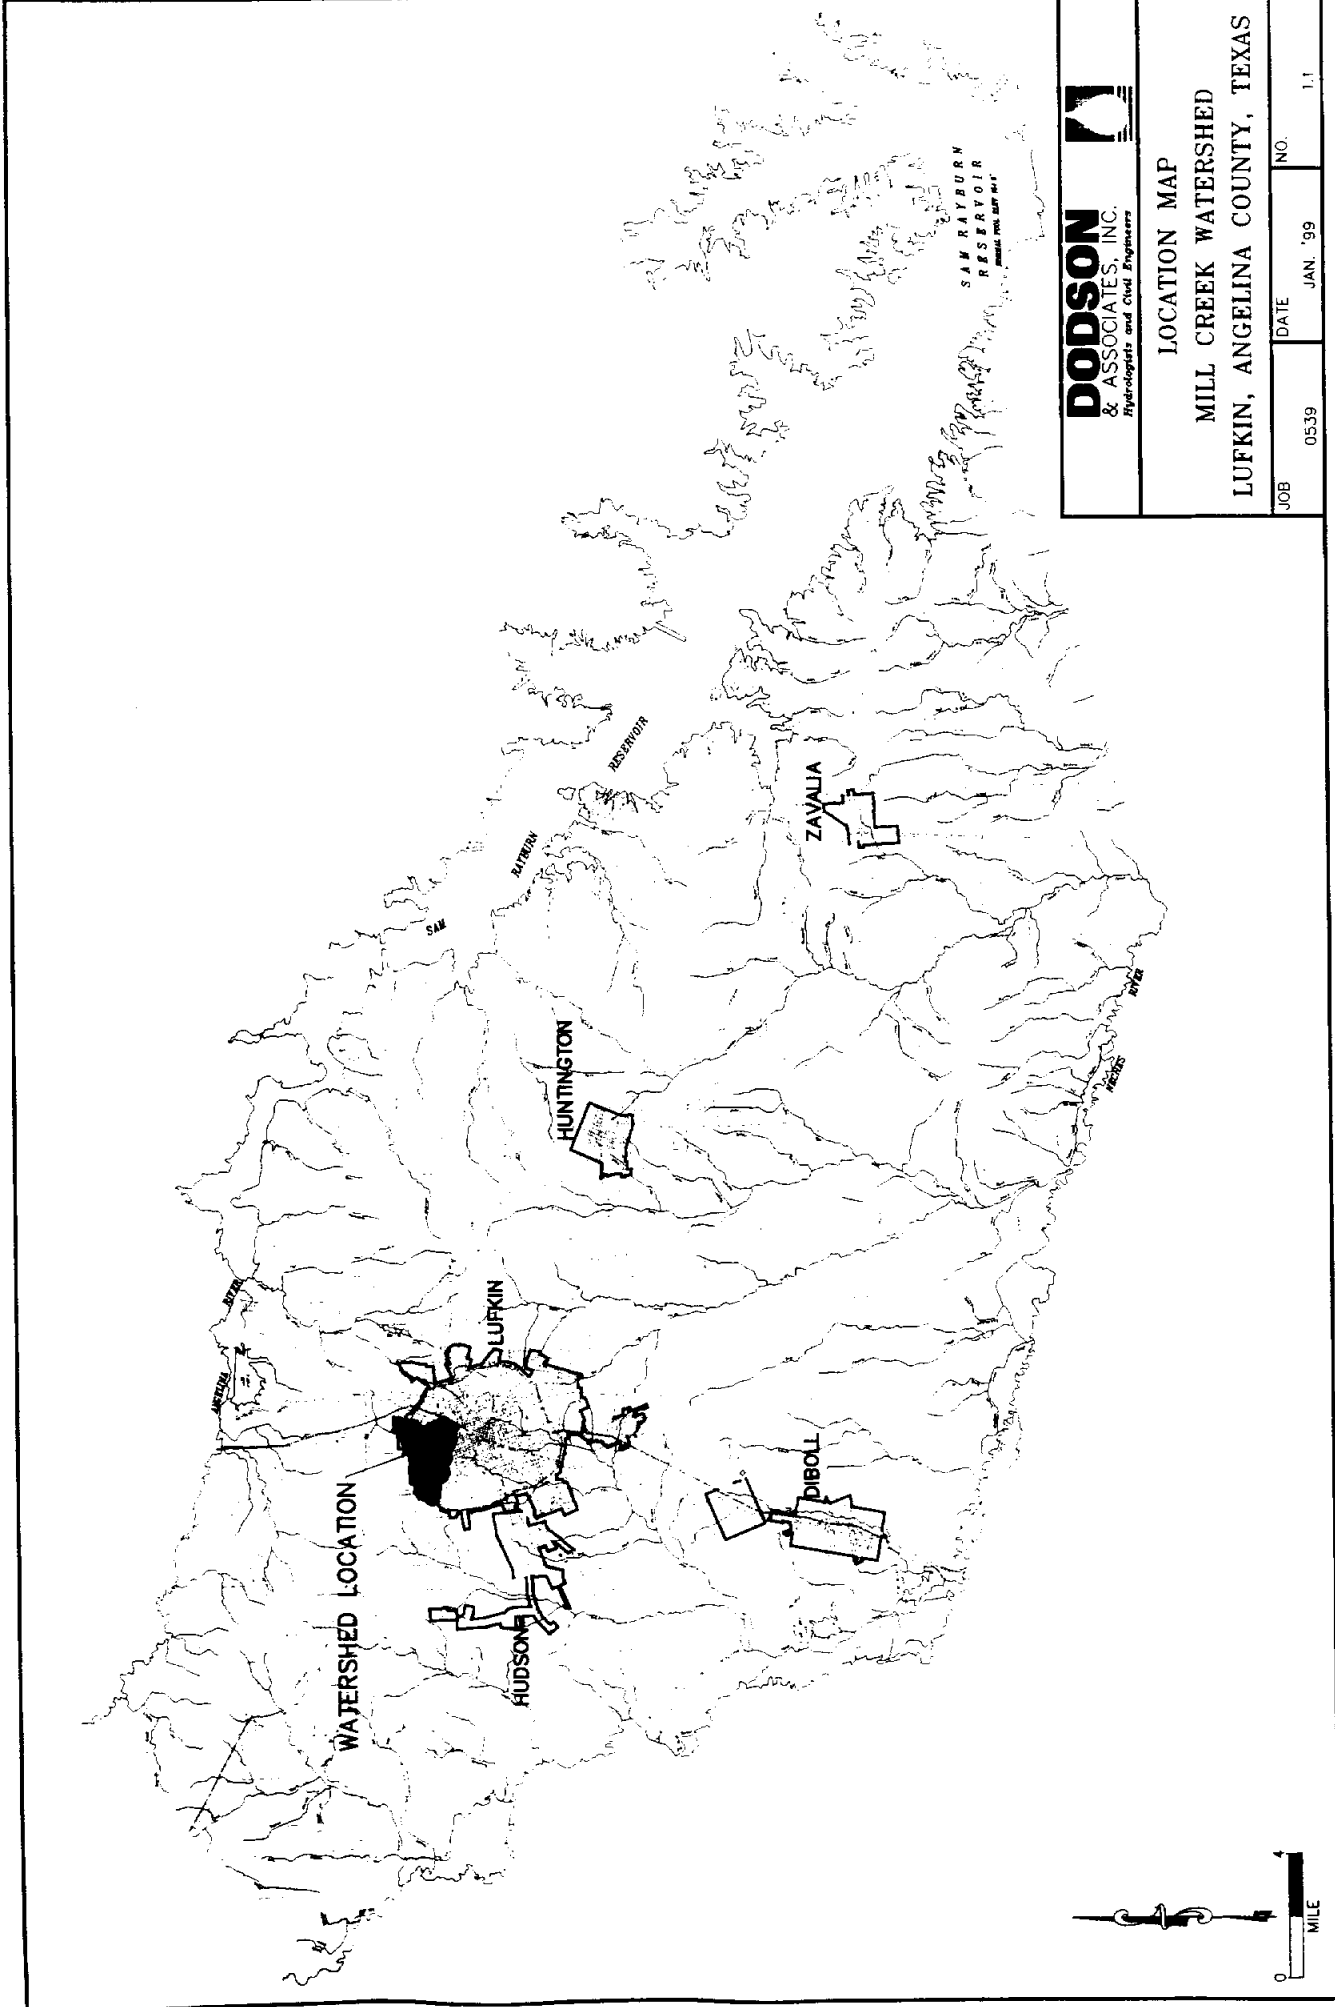 WATERSHED LOCATION
ANGELINA
RIVER
LUFKIN
HUDSON
HUNTINGTON
DIBOLL
ZAVALIA
SAM
RAYBURN
RESERVOIR
NECHES
RIVER
SAM RAYBURN
RESERVOIR
0 4
MILE
DODSON
& ASSOCIATES, INC.
Hydrologists and Civil Engineers
LOCATION MAP
MILL CREEK WATERSHED
LUFKIN, ANGELINA COUNTY, TEXAS
JOB 0539
DATE JAN. '99
NO. 1.1